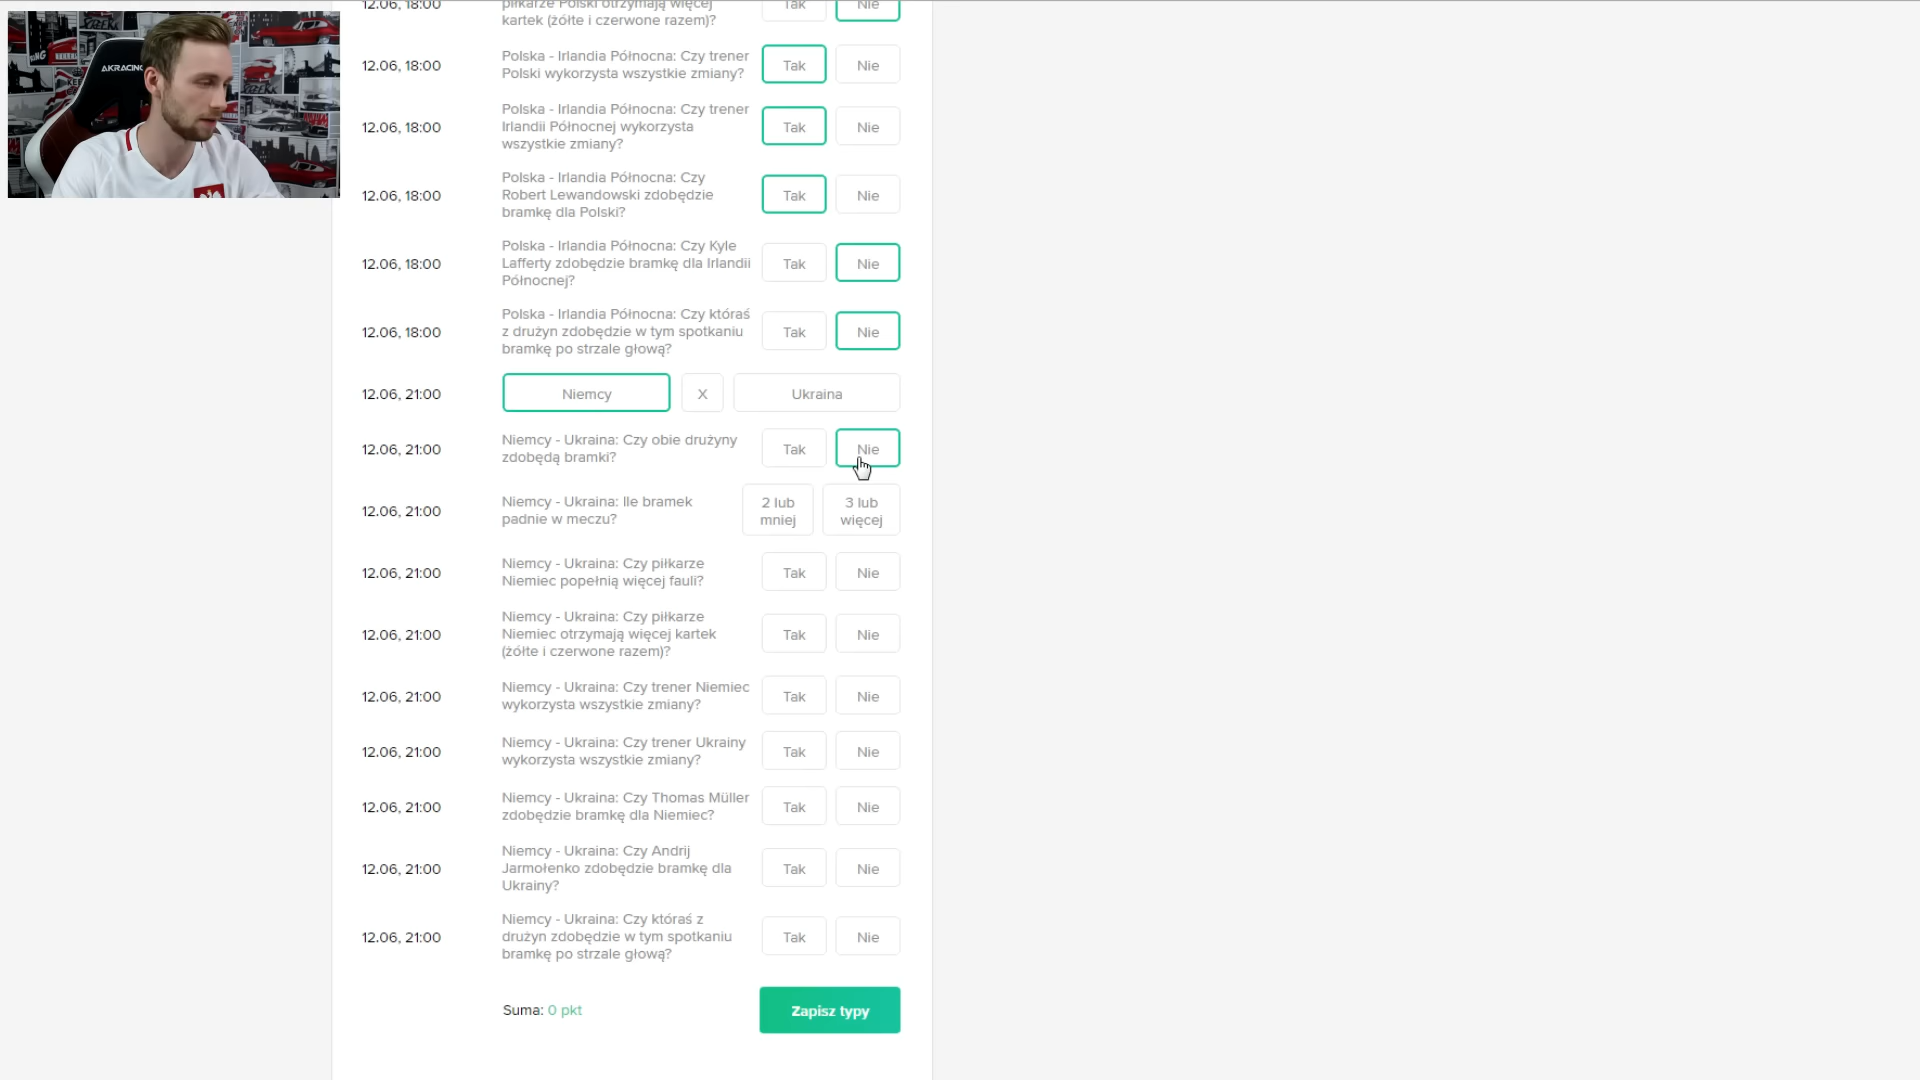 12.06, 18:00
piłkarze Polski otrzymają więcej
kartek (żółte i czerwone razem)?
Tak
Nie
12.06, 18:00
Polska - Irlandia Północna: Czy trener
Polski wykorzysta wszystkie zmiany?
Tak
Nie
12.06, 18:00
Polska - Irlandia Północna: Czy trener
Irlandii Północnej wykorzysta
wszystkie zmiany?
Tak
Nie
12.06, 18:00
Polska - Irlandia Północna: Czy
Robert Lewandowski zdobędzie
bramkę dla Polski?
Tak
Nie
12.06, 18:00
Polska - Irlandia Północna: Czy Kyle
Lafferty zdobędzie bramkę dla Irlandii
Północnej?
Tak
Nie
12.06, 18:00
Polska - Irlandia Północna: Czy któraś
z drużyn zdobędzie w tym spotkaniu
bramkę po strzale głową?
Tak
Nie
12.06, 21:00
Niemcy
X
Ukraina
12.06, 21:00
Niemcy - Ukraina: Czy obie drużyny
zdobędą bramki?
Tak
Nie
12.06, 21:00
Niemcy - Ukraina: Ile bramek
padnie w meczu?
2 lub
mniej
3 lub
więcej
12.06, 21:00
Niemcy - Ukraina: Czy piłkarze
Niemiec popełnią więcej fauli?
Tak
Nie
12.06, 21:00
Niemcy - Ukraina: Czy piłkarze
Niemiec otrzymają więcej kartek
(żółte i czerwone razem)?
Tak
Nie
12.06, 21:00
Niemcy - Ukraina: Czy trener Niemiec
wykorzysta wszystkie zmiany?
Tak
Nie
12.06, 21:00
Niemcy - Ukraina: Czy trener Ukrainy
wykorzysta wszystkie zmiany?
Tak
Nie
12.06, 21:00
Niemcy - Ukraina: Czy Thomas Müller
zdobędzie bramkę dla Niemiec?
Tak
Nie
12.06, 21:00
Niemcy - Ukraina: Czy Andrij
Jarmołenko zdobędzie bramkę dla
Ukrainy?
Tak
Nie
12.06, 21:00
Niemcy - Ukraina: Czy któraś z
drużyn zdobędzie w tym spotkaniu
bramkę po strzale głową?
Tak
Nie
Suma: 0 pkt
Zapisz typy
AKRACING